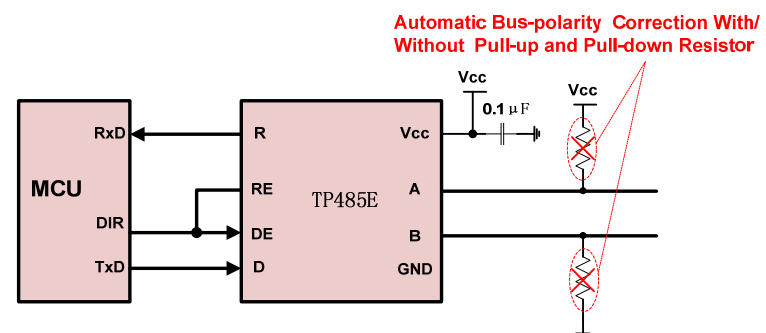 Automatic Bus-polarity Correction With/
Without Pull-up and Pull-down Resistor
Vcc
Vcc
0.1 μF
RxD
R
Vcc
MCU
RE
TP485E
A
DIR
DE
B
TxD
D
GND